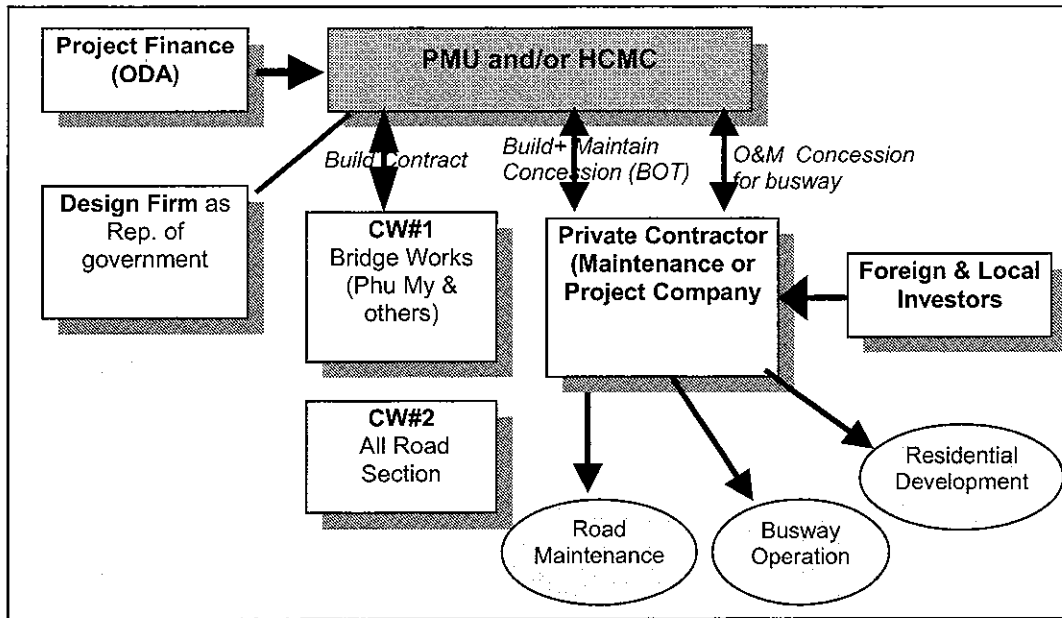 Project Finance
(ODA)
PMU and/or HCMC
Build Contract
Build+ Maintain
Concession (BOT)
O&M Concession
for busway
Design Firm as
Rep. of
government
CW#1
Bridge Works
(Phu My &
others)
Private Contractor
(Maintenance or
Project Company
Foreign & Local
Investors
CW#2
All Road
Section
Road
Maintenance
Busway
Operation
Residential
Development